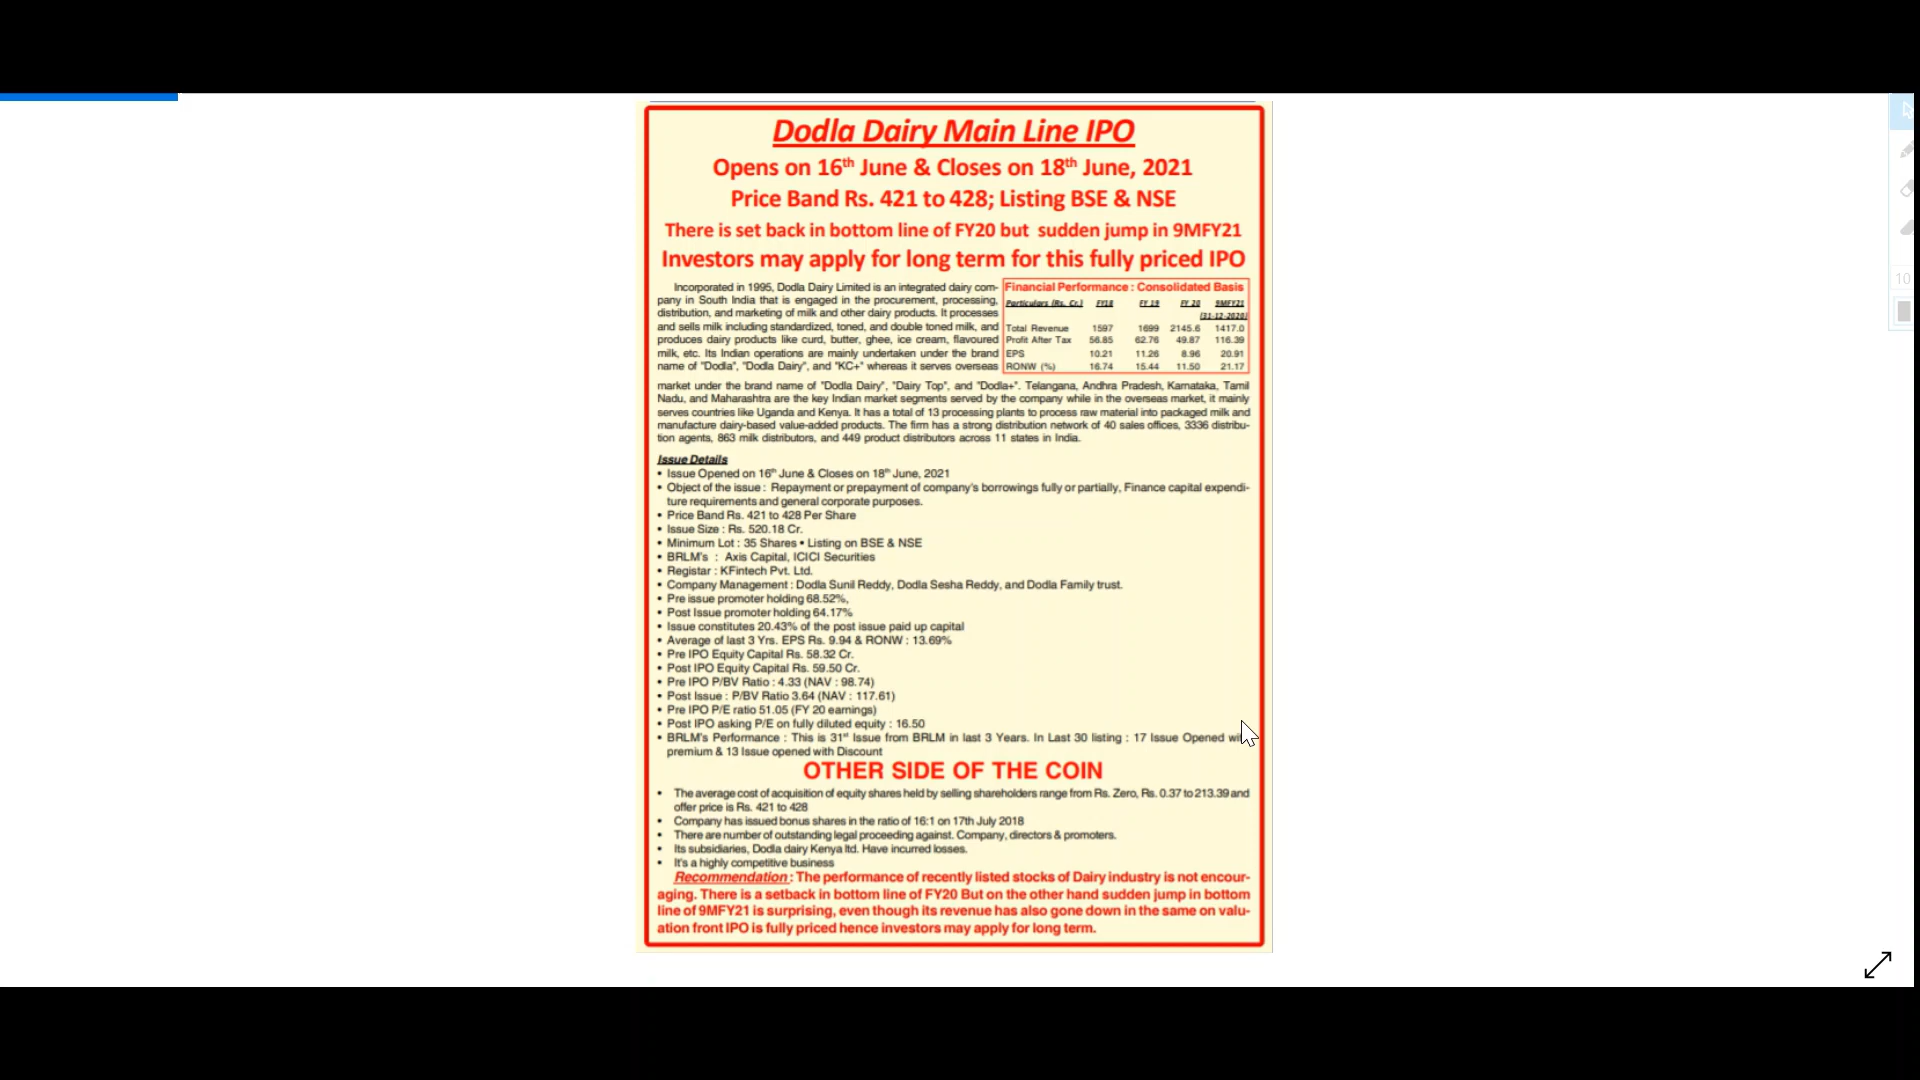 Dodla Dairy Main Line IPO
Opens on 16th June & Closes on 18th June, 2021
Price Band Rs. 421 to 428; Listing BSE & NSE
There is set back in bottom line of FY20 but sudden jump in 9MFY21
Investors may apply for long term for this fully priced IPO
Incorporated in 1995, Dodla Dairy Limited is an integrated dairy com-
pany in South India that is engaged in the procurement, processing,
distribution, and marketing of milk and other dairy products. It processes
and sells milk including standardized, toned, and double toned milk, and
produces dairy products like curd, butter, ghee, ice cream, flavoured
milk, etc. Its Indian operations are mainly undertaken under the brand
name of "Dodla", "Dodla Dairy", and "KC+" whereas it serves overseas
Financial Performance : Consolidated Basis
Particulars (Rs. Cr.) FY18 FY 19 FY 20 9MFY21
(31-12-2020)
Total Revenue 1597 1699 2145.6 1417.0
Profit After Tax 56.85 62.76 49.87 116.39
EPS 10.21 11.26 8.96 20.91
RONW (%) 16.74 15.44 11.50 21.17
market under the brand name of "Dodla Dairy", "Dairy Top", and "Dodla+". Telangana, Andhra Pradesh, Karnataka, Tamil
Nadu, and Maharashtra are the key Indian market segments served by the company while in the overseas market, it mainly
serves countries like Uganda and Kenya. It has a total of 13 processing plants to process raw material into packaged milk and
manufacture dairy-based value-added products. The firm has a strong distribution network of 40 sales offices, 3336 distribu-
tion agents, 863 milk distributors, and 449 product distributors across 11 states in India.
Issue Details
• Issue Opened on 16th June & Closes on 18th June, 2021
• Object of the issue : Repayment or prepayment of company's borrowings fully or partially, Finance capital expendi-
ture requirements and general corporate purposes.
• Price Band Rs. 421 to 428 Per Share
• Issue Size : Rs. 520.18 Cr.
• Minimum Lot : 35 Shares • Listing on BSE & NSE
• BRLM's : Axis Capital, ICICI Securities
• Registar : KFintech Pvt. Ltd.
• Company Management : Dodla Sunil Reddy, Dodla Sesha Reddy, and Dodla Family trust.
• Pre issue promoter holding 68.52%,
• Post Issue promoter holding 64.17%
• Issue constitutes 20.43% of the post issue paid up capital
• Average of last 3 Yrs. EPS Rs. 9.94 & RONW : 13.69%
• Pre IPO Equity Capital Rs. 58.32 Cr.
• Post IPO Equity Capital Rs. 59.50 Cr.
• Pre IPO P/BV Ratio : 4.33 (NAV : 98.74)
• Post Issue : P/BV Ratio 3.64 (NAV : 117.61)
• Pre IPO P/E ratio 51.05 (FY 20 earnings)
• Post IPO asking P/E on fully diluted equity : 16.50
• BRLM's Performance : This is 31st Issue from BRLM in last 3 Years. In Last 30 listing : 17 Issue Opened
premium & 13 Issue opened with Discount
OTHER SIDE OF THE COIN
• The average cost of acquisition of equity shares held by selling shareholders range from Rs. Zero, Rs. 0.37 to 213.39 and
offer price is Rs. 421 to 428
• Company has issued bonus shares in the ratio of 16:1 on 17th July 2018
• There are number of outstanding legal proceeding against. Company, directors & promoters.
• Its subsidiaries, Dodla dairy Kenya ltd. Have incurred losses.
• It's a highly competitive business
Recommendation : The performance of recently listed stocks of Dairy industry is not encour-
aging. There is a setback in bottom line of FY20 But on the other hand sudden jump in bottom
line of 9MFY21 is surprising, even though its revenue has also gone down in the same on valu-
ation front IPO is fully priced hence investors may apply for long term.
10